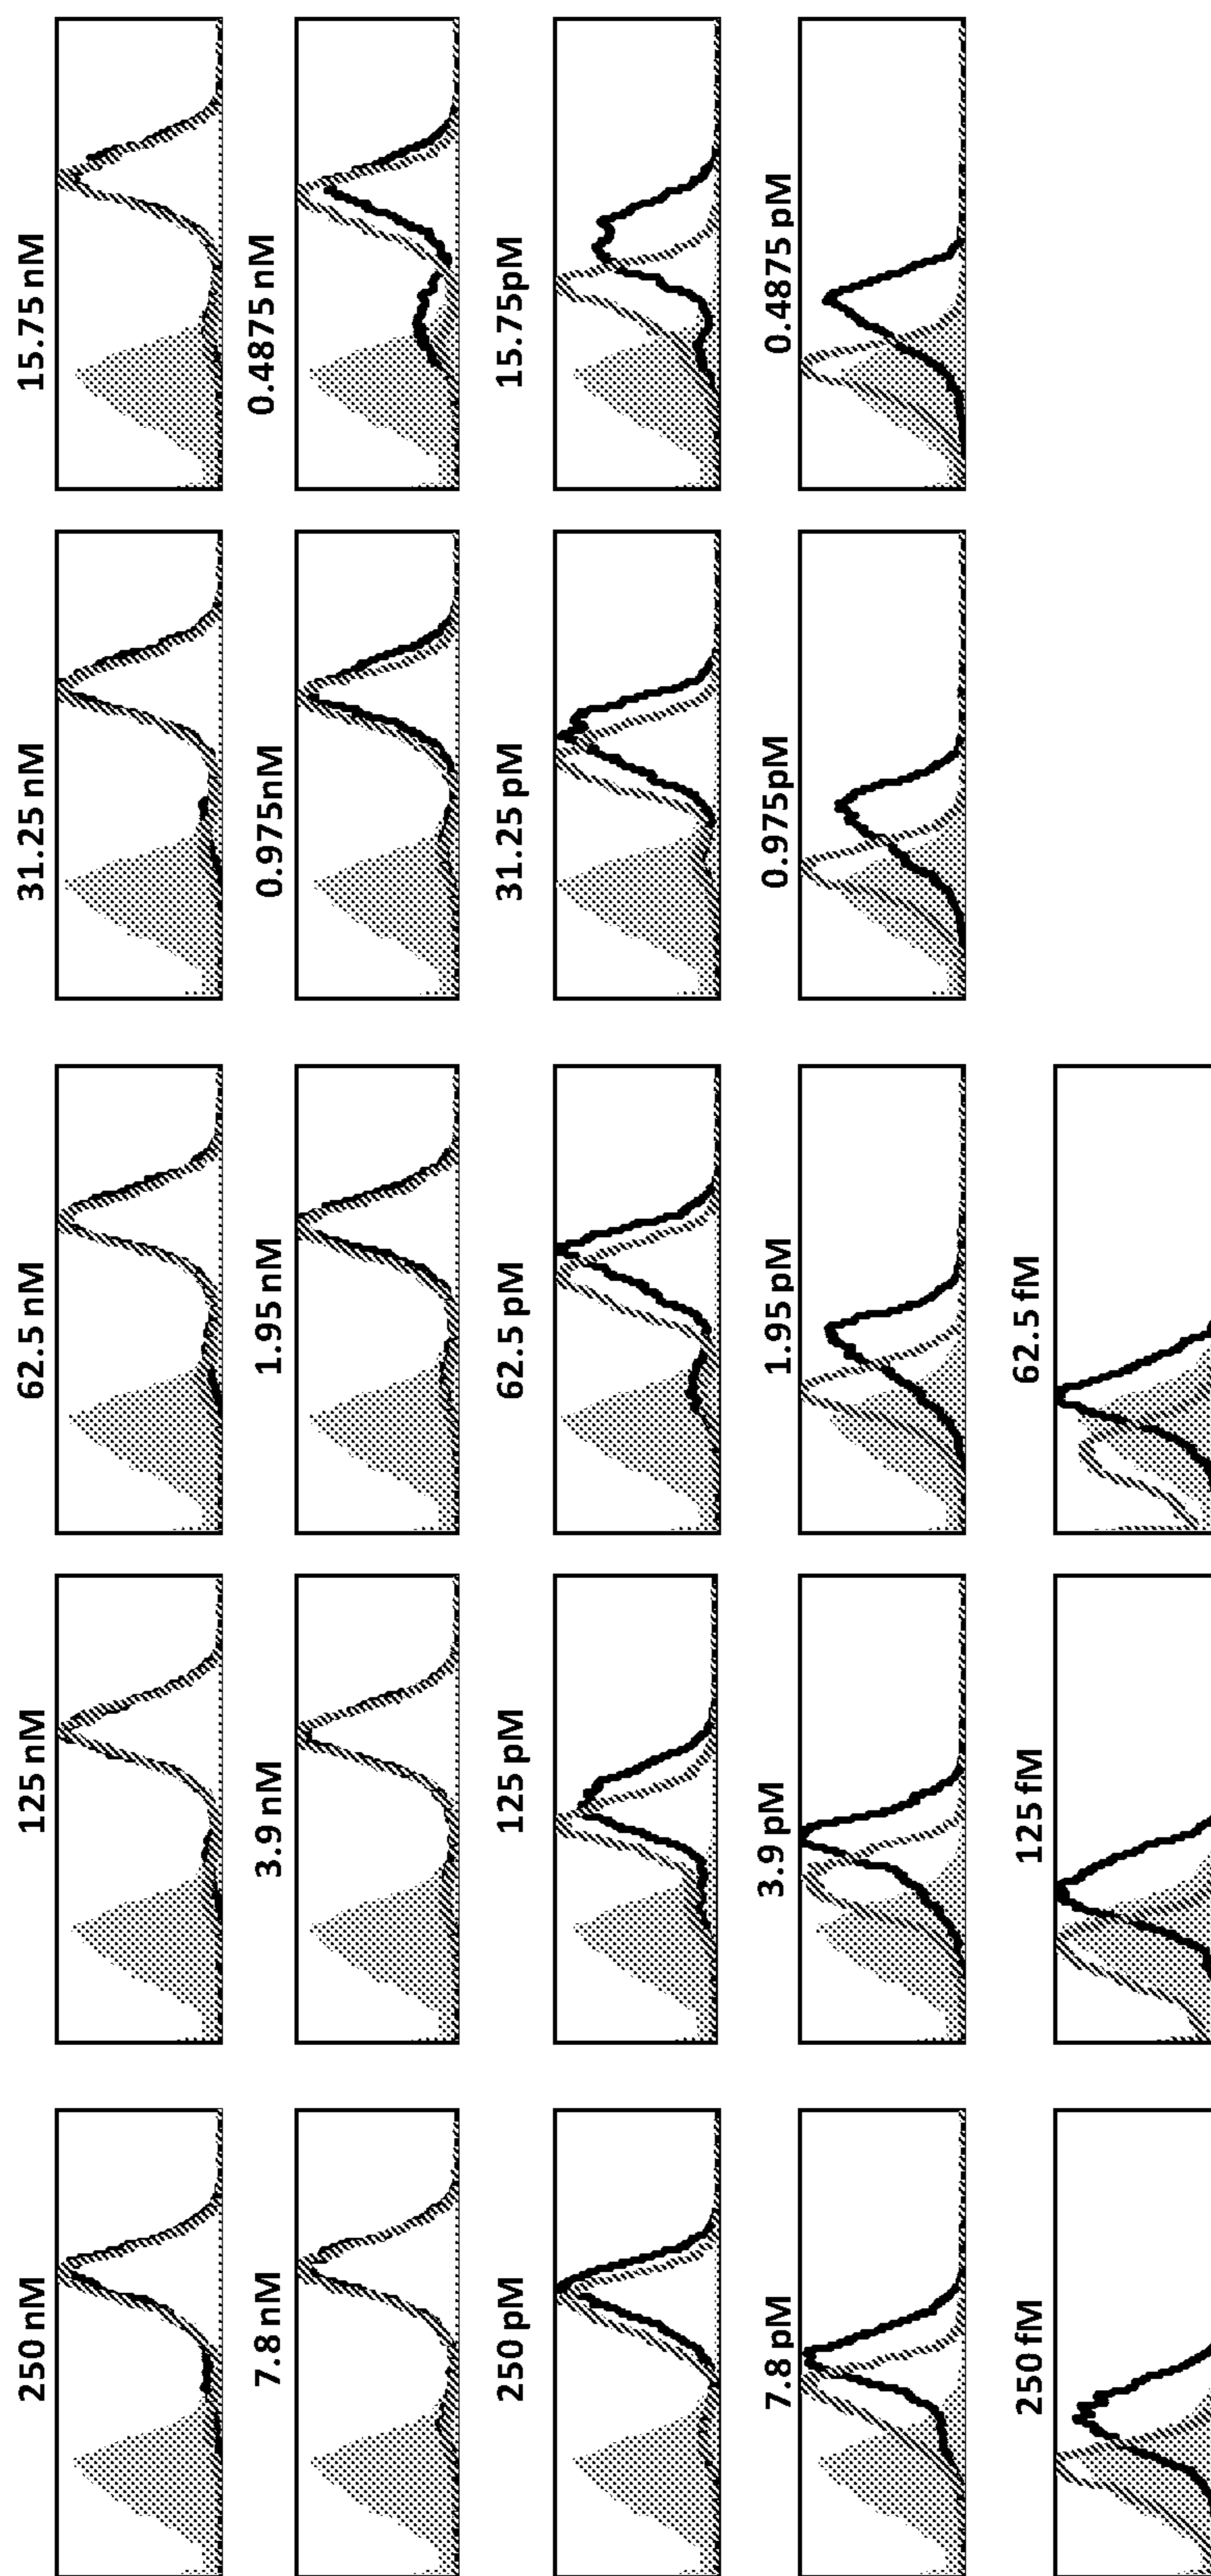 250 nM
125 nM
62.5 nM
31.25 nM
15.75 nM
7.8 nM
3.9 nM
1.95 nM
0.975nM
0.4875 nM
250 pM
125 pM
62.5 pM
31.25 pM
15.75pM
7.8 pM
3.9 pM
1.95 pM
0.975pM
0.4875 pM
250 fM
125 fM
62.5 fM